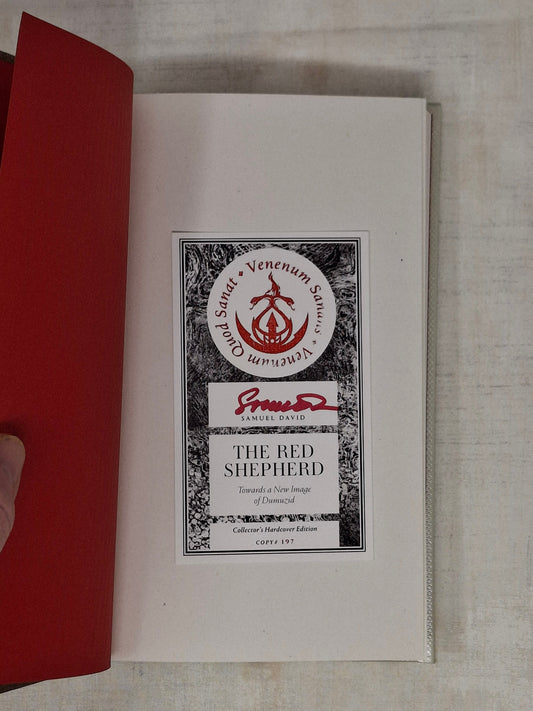 Venenum Sanans • Venenum Quod Sanat •
SAMUEL DAVID
THE RED
SHEPHERD
Towards a New Image
of Dumuzid
Collector's Hardcover Edition
COPY# 197